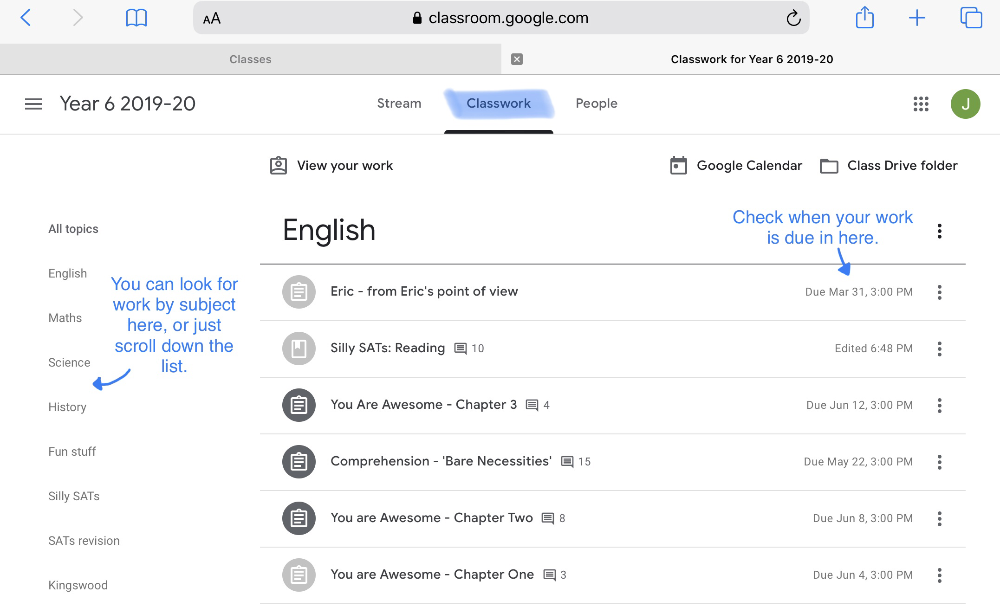 AA
classroom.google.com
Classes
Classwork for Year 6 2019-20
Year 6 2019-20
Stream
Classwork
People
J
View your work
Google Calendar
Class Drive folder
All topics
English
Maths
Science
History
Fun stuff
Silly SATs
SATs revision
Kingswood
You can look for
work by subject
here, or just
scroll down the
list.
English
Check when your work
is due in here.
Eric - from Eric's point of view
Due Mar 31, 3:00 PM
Silly SATs: Reading 10
Edited 6:48 PM
You Are Awesome - Chapter 3 4
Due Jun 12, 3:00 PM
Comprehension - 'Bare Necessities' 15
Due May 22, 3:00 PM
You are Awesome - Chapter Two 8
Due Jun 8, 3:00 PM
You are Awesome - Chapter One 3
Due Jun 4, 3:00 PM